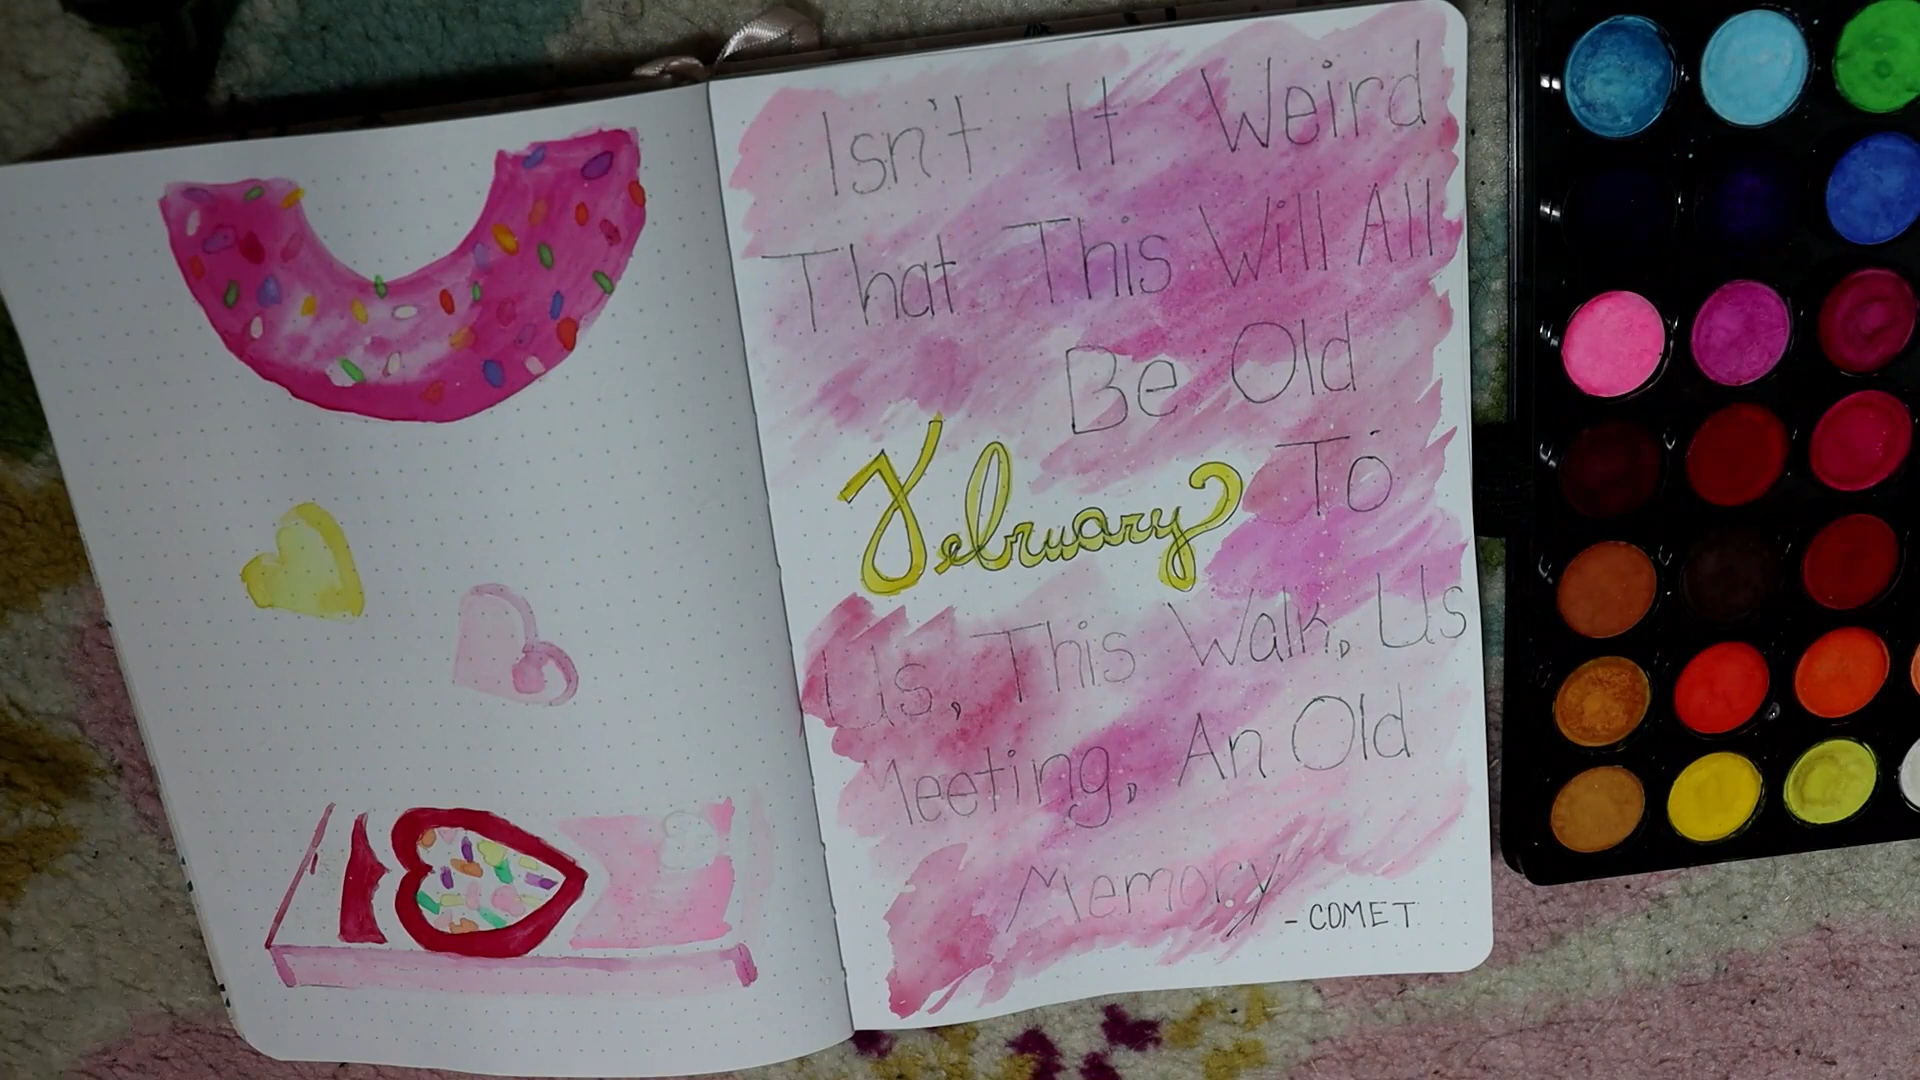 Isn't It Weird
That This Will All
Be Old
February To
Us, This Walk, Us
Meeting, An Old
Memory
- COMET